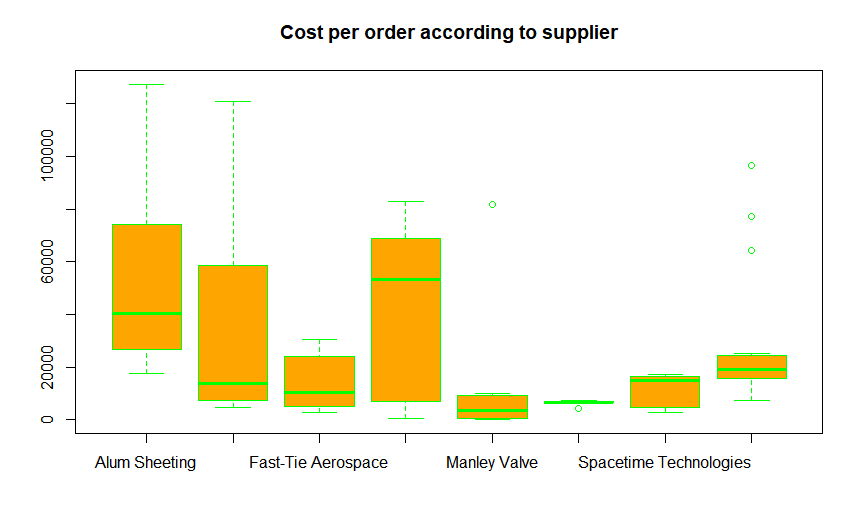 Cost per order according to supplier
100000
60000
20000
0
Alum Sheeting Fast-Tie Aerospace Manley Valve Spacetime Technologies